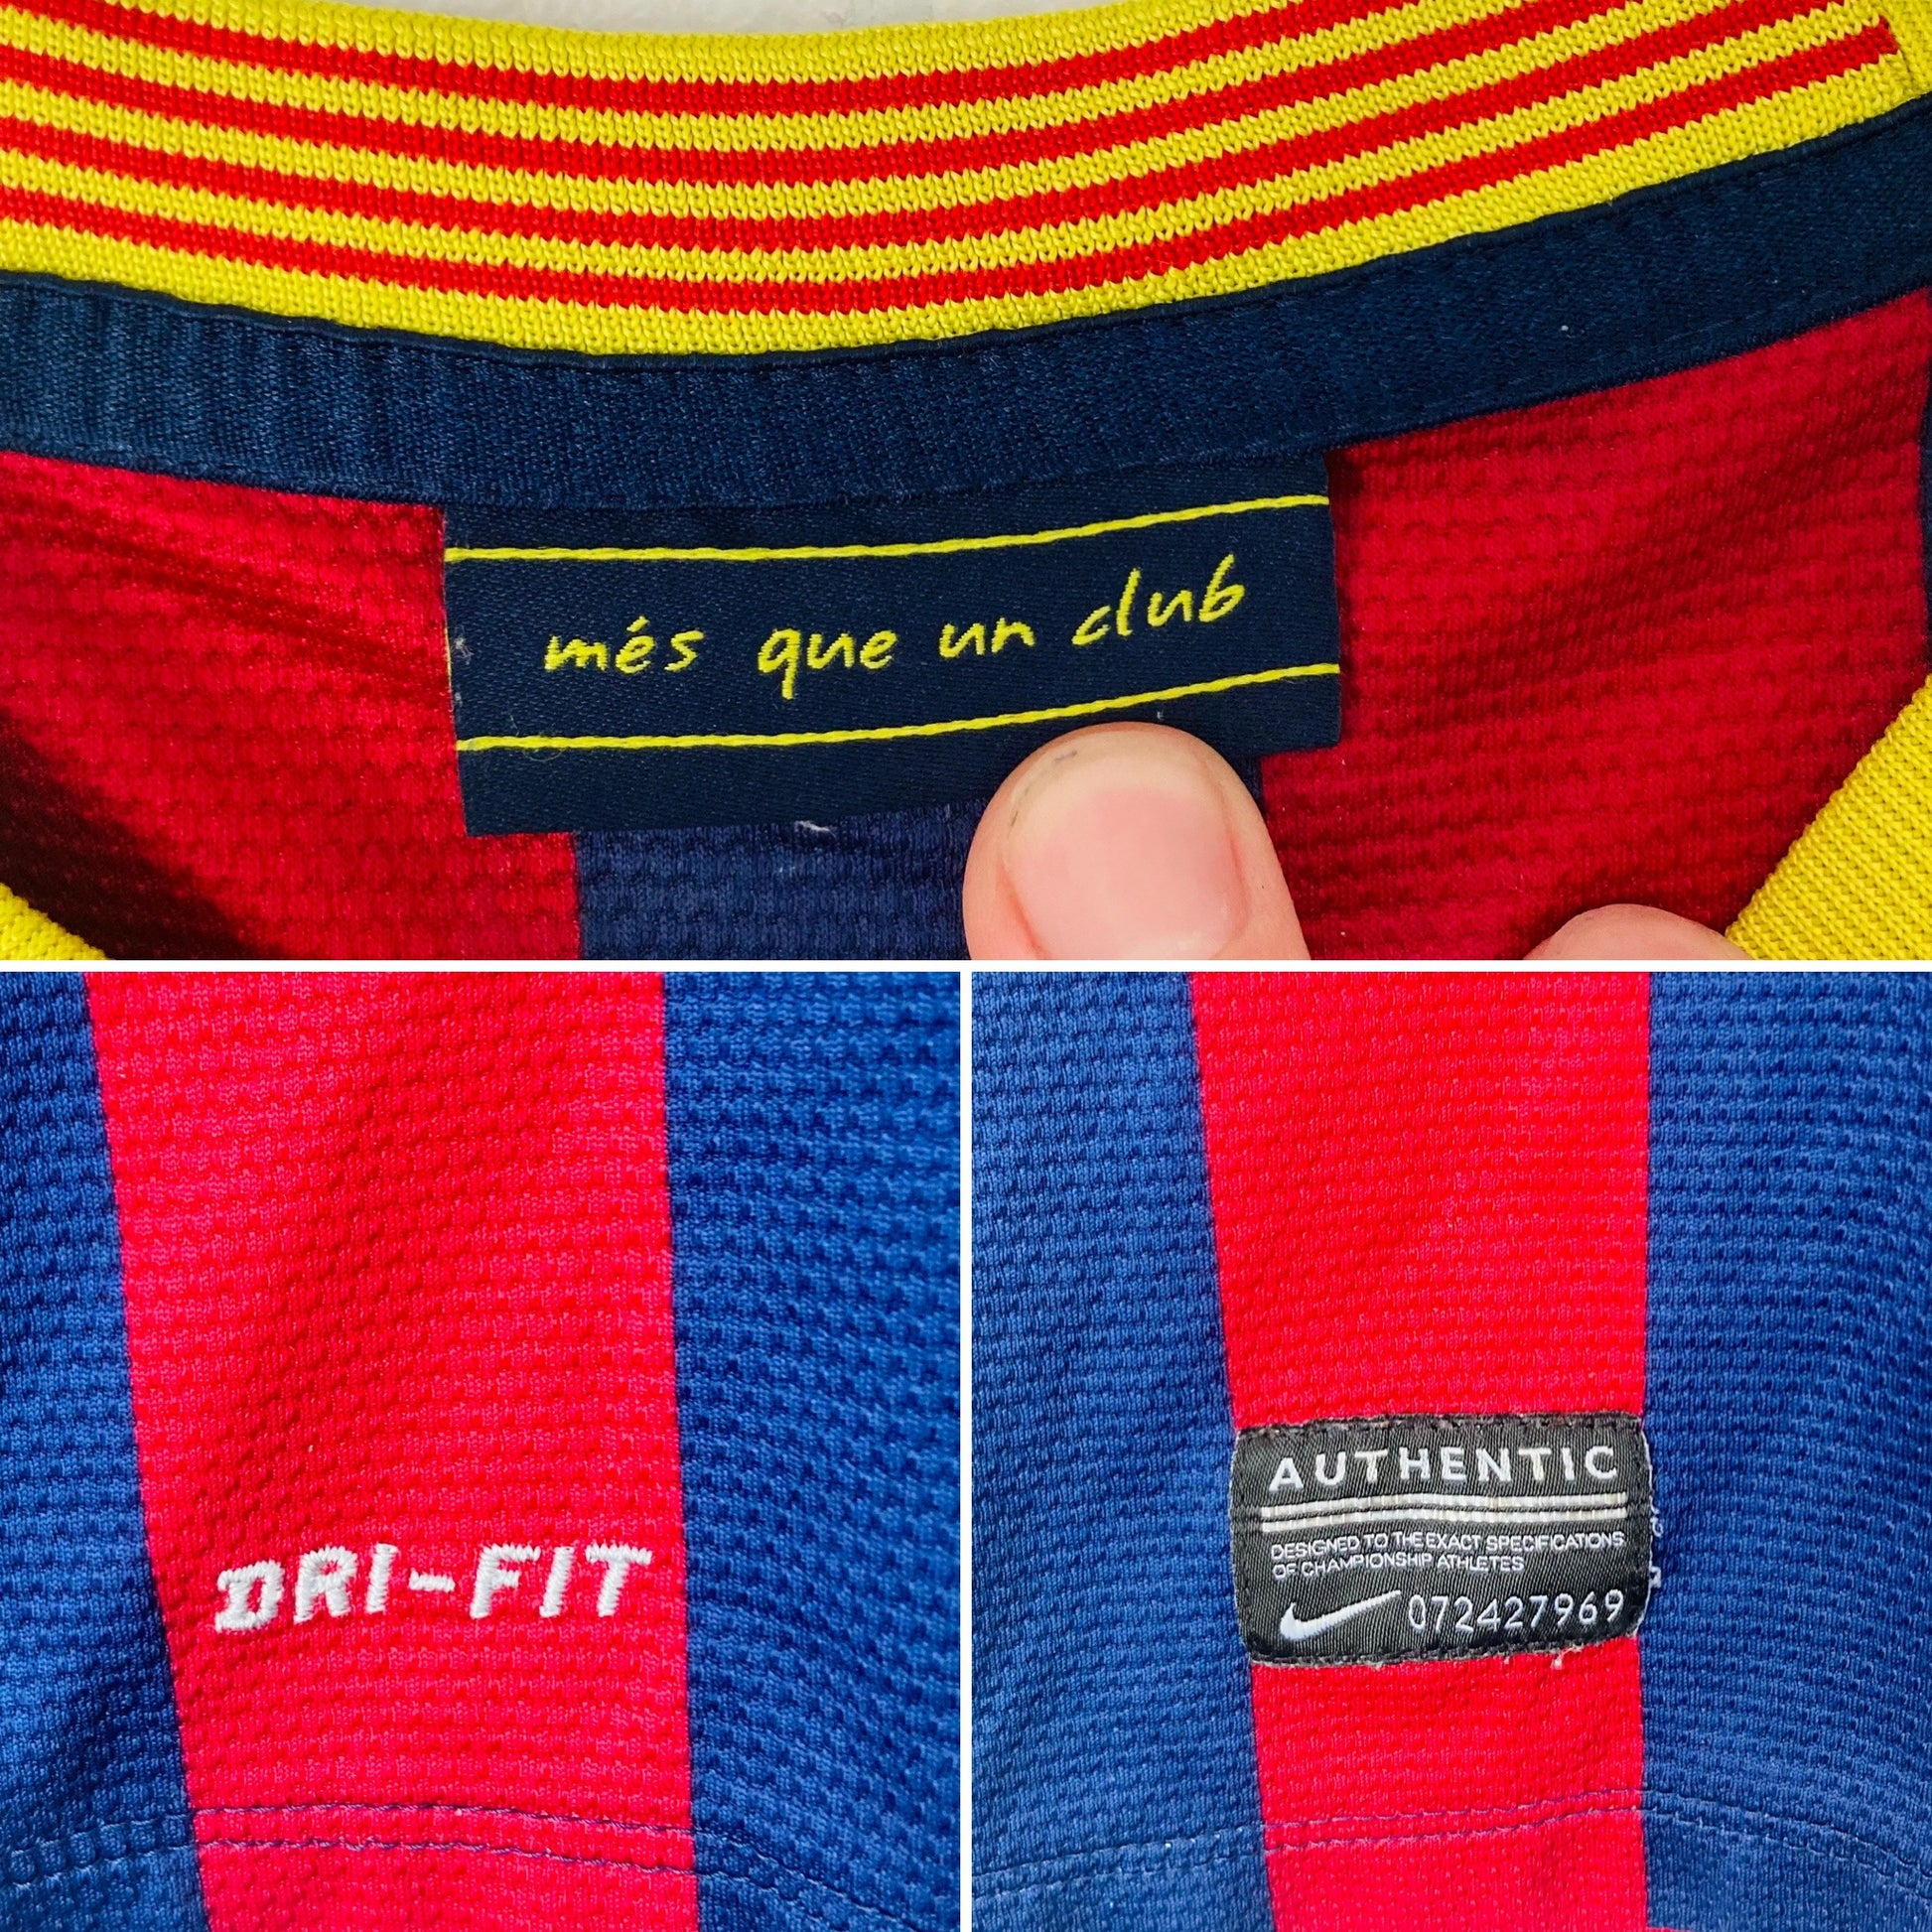 més que un club
DRI-FIT
AUTHENTIC
DESIGNED TO THE EXACT SPECIFICATIONS
OF CHAMPIONSHIP ATHLETES
072427969